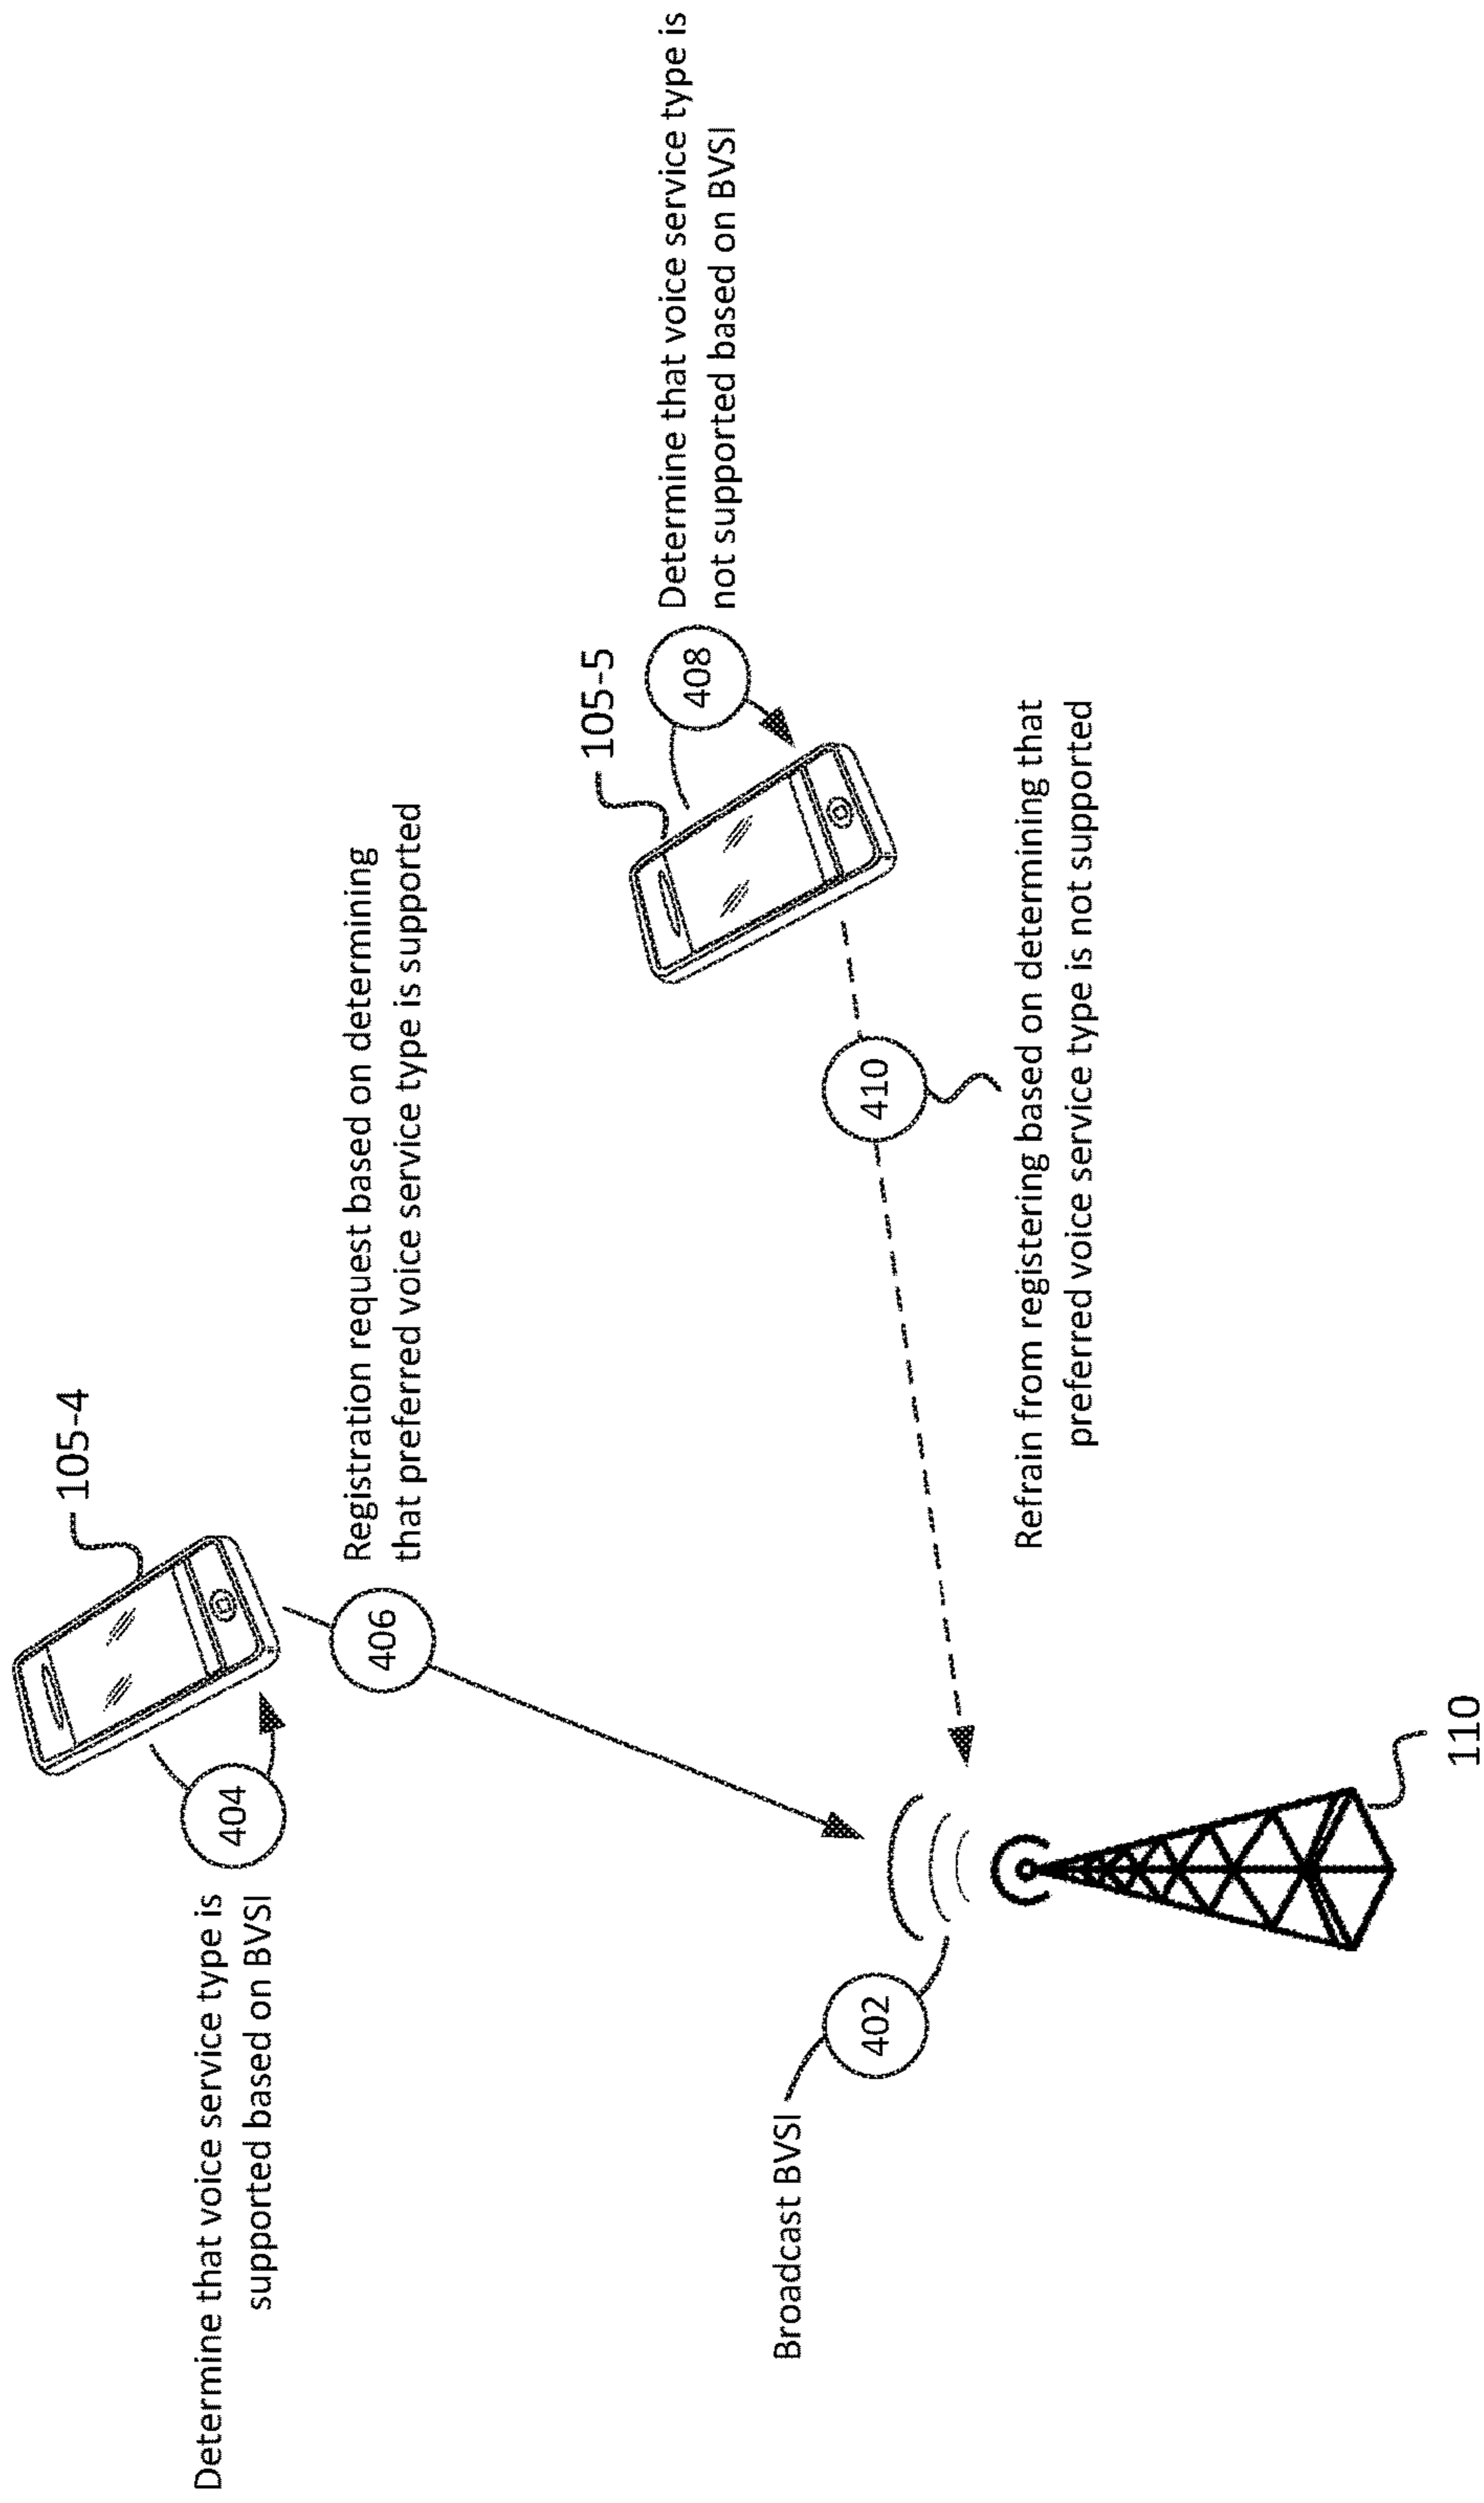 105-4
Determine that voice service type is
supported based on BVSI
404
406
Registration request based on determining
that preferred voice service type is supported
105-5
408
Determine that voice service type is
not supported based on BVSI
Broadcast BVSI
402
410
Refrain from registering based on determining that
preferred voice service type is not supported
110